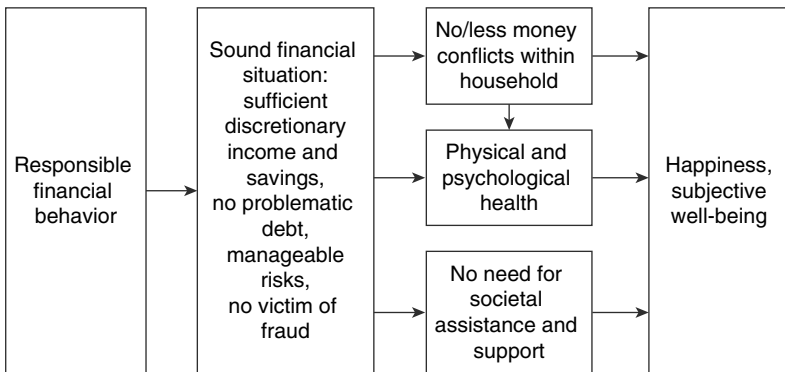 Responsible
financial
behavior
Sound financial
situation:
sufficient
discretionary
income and
savings,
no problematic
debt,
manageable
risks,
no victim of
fraud
No/less money
conflicts within
household
Physical and
psychological
health
No need for
societal
assistance and
support
Happiness,
subjective
well-being